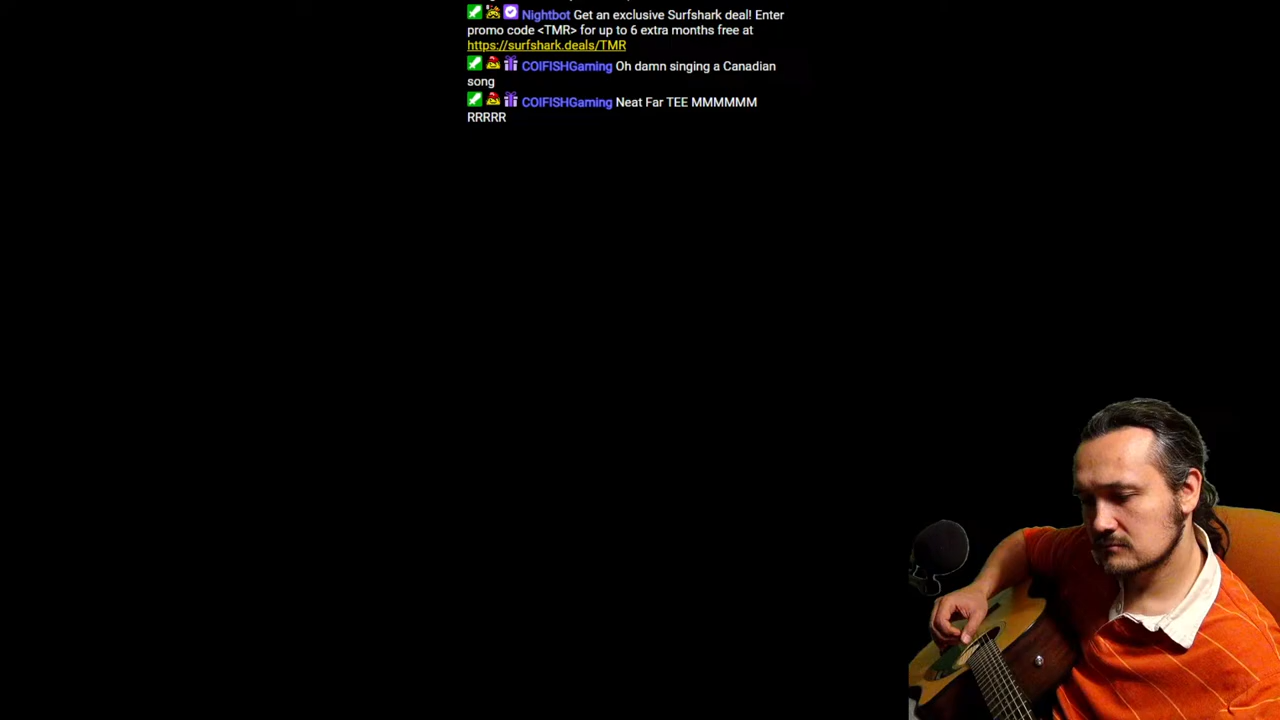 Nightbot Get an exclusive Surfshark deal! Enter
promo code <TMR> for up to 6 extra months free at
https://surfshark.deals/TMR
COIFISHGaming Oh damn singing a Canadian
song
COIFISHGaming Neat Far TEE MMMMMM
RRRRR